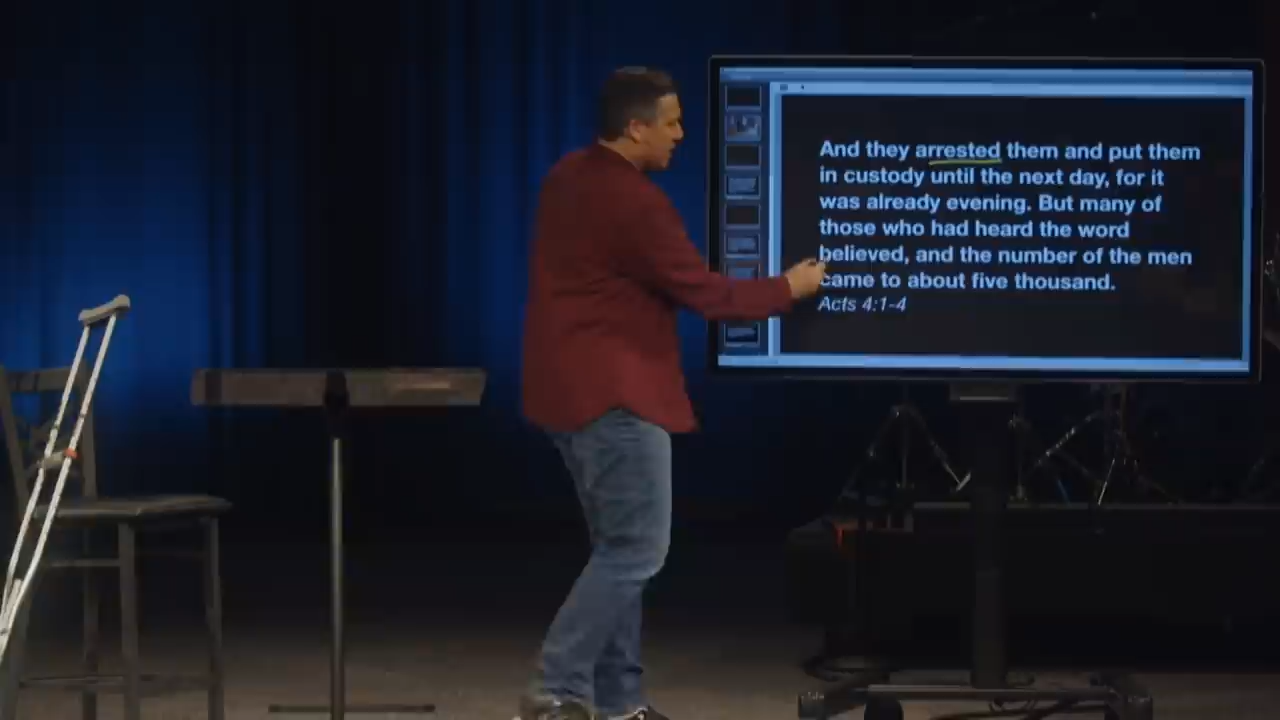 And they arrested them and put them
in custody until the next day, for it
was already evening. But many of
those who had heard the word
believed, and the number of the men
came to about five thousand.
Acts 4:1-4